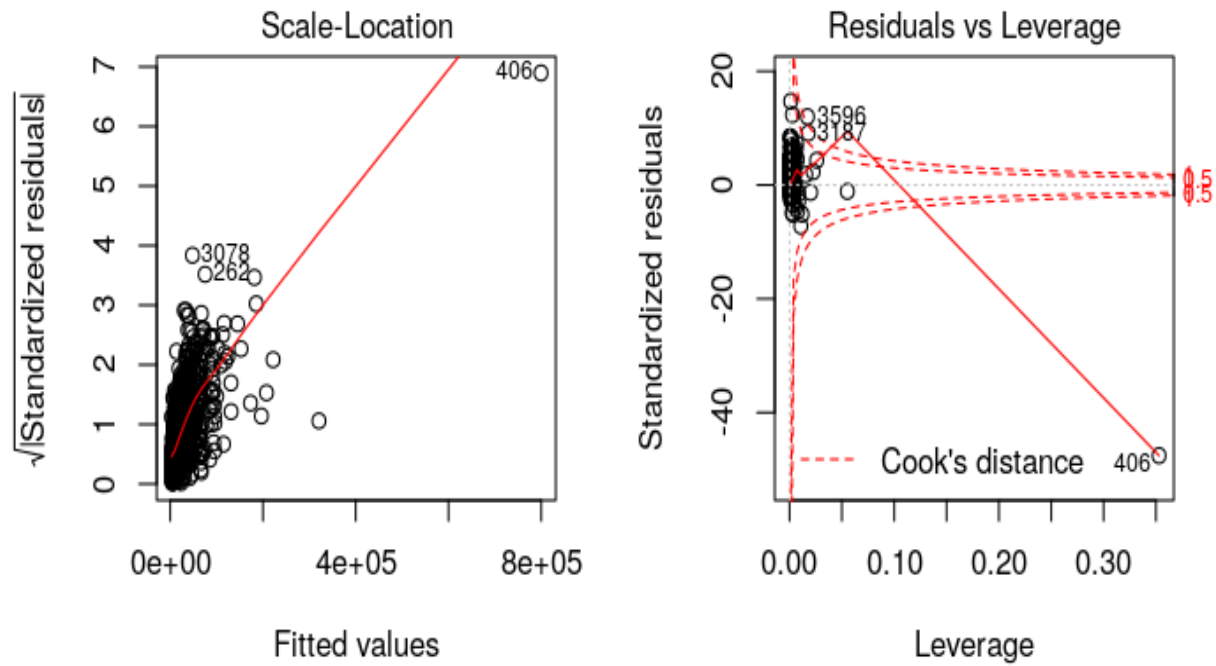 Scale-Location
√|Standardized residuals|
7
6
5
4
3
2
1
0
406
3078
262
0e+00 4e+05 8e+05
Fitted values
Residuals vs Leverage
Standardized residuals
20
0
-20
-40
3596
3187
406
Cook's distance
0.5
0.5
0.00 0.10 0.20 0.30
Leverage